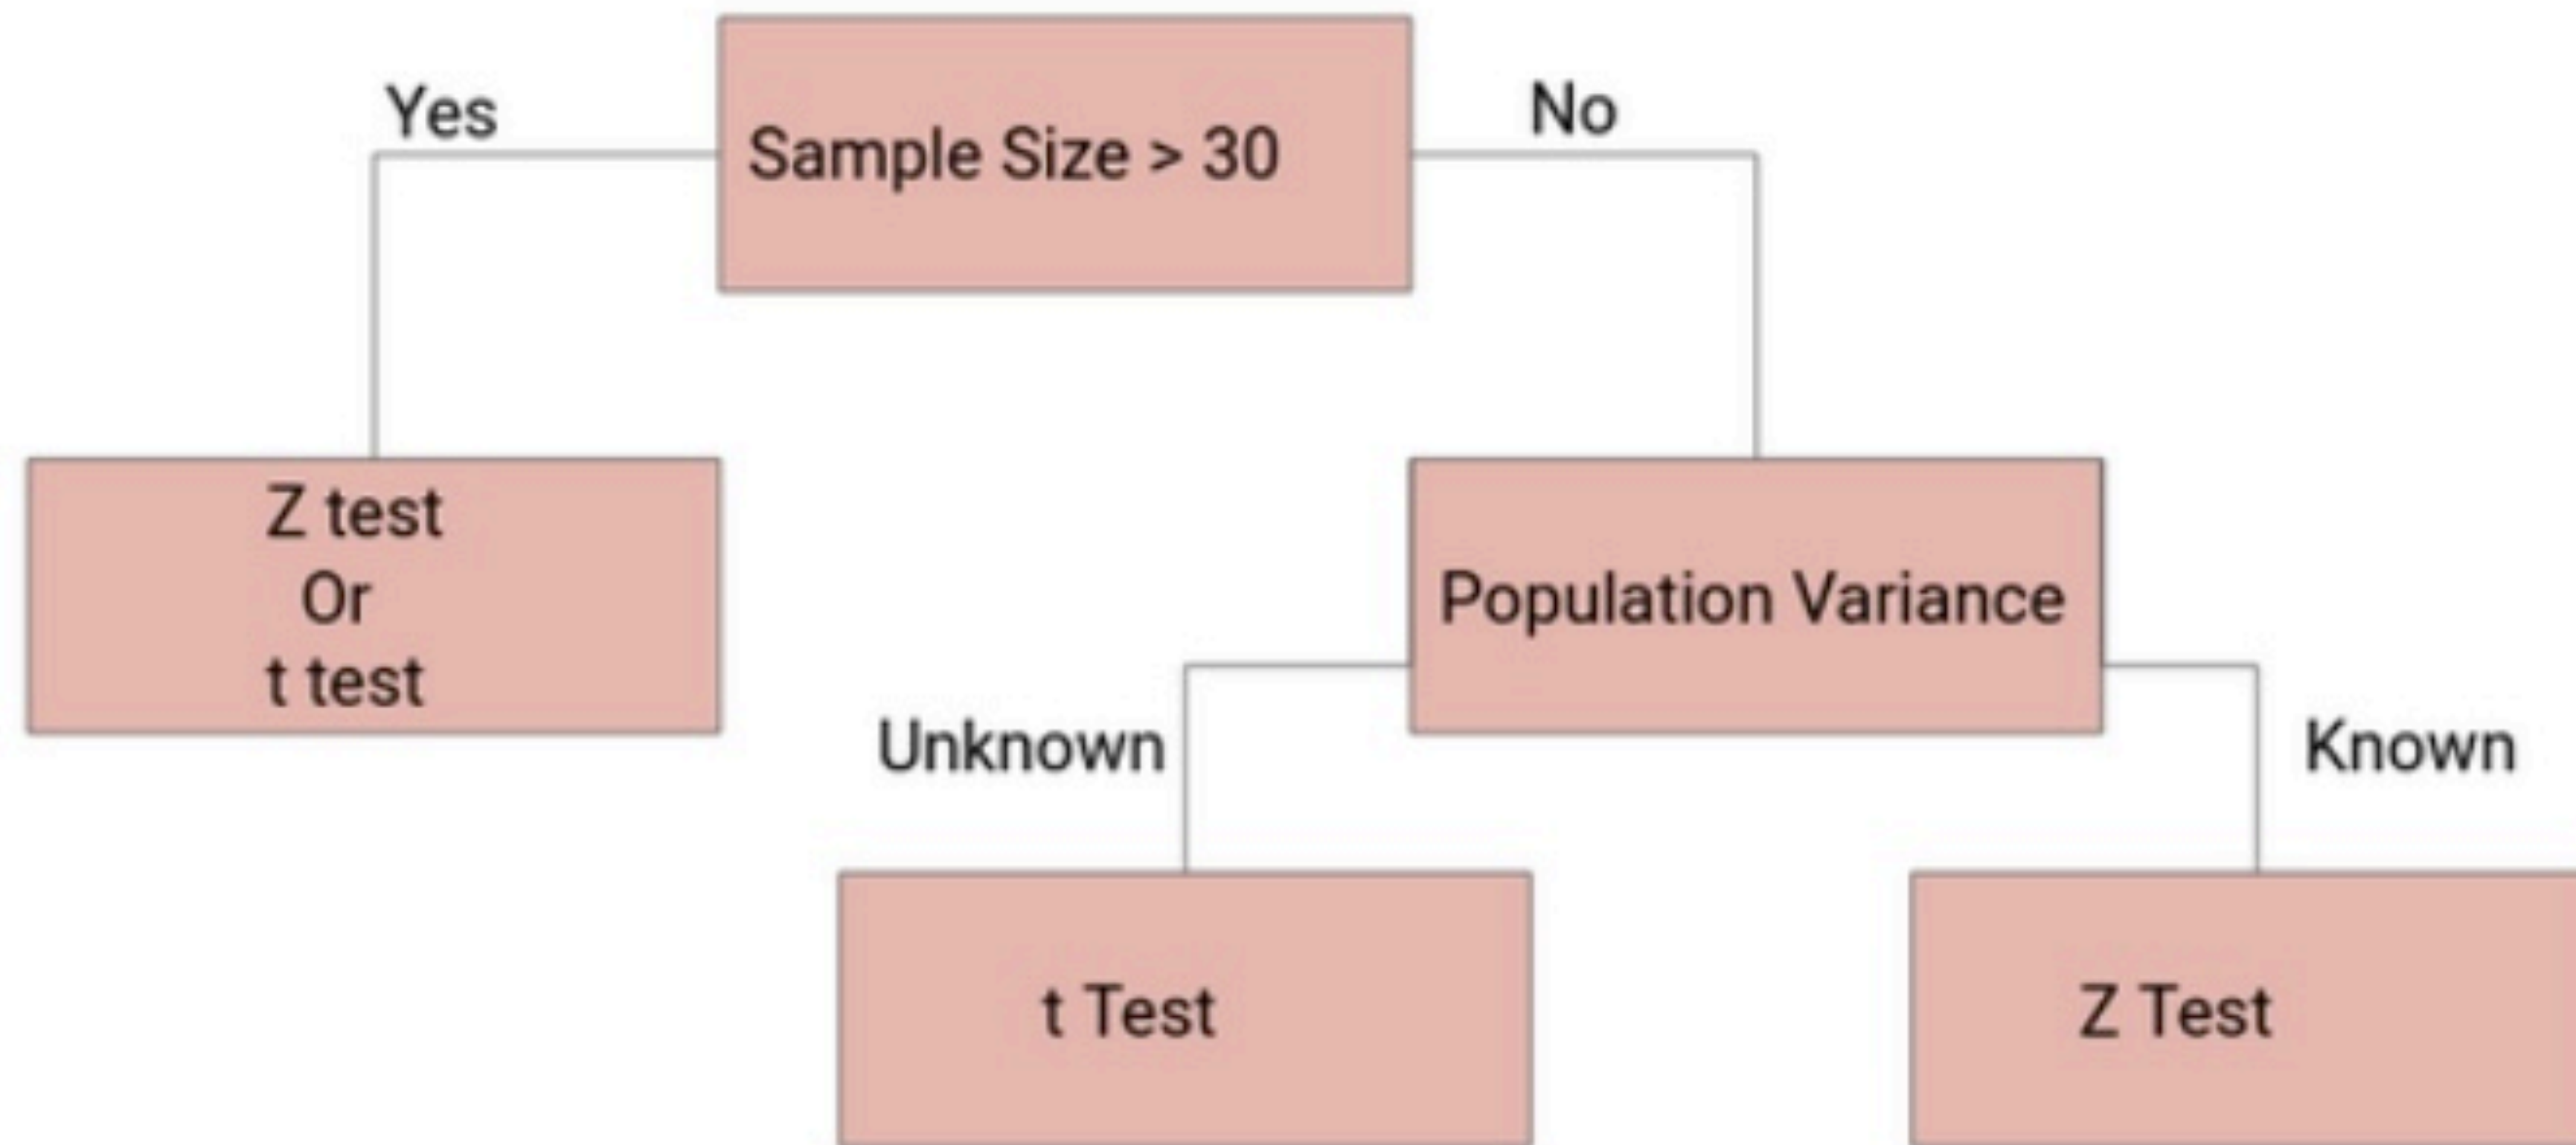 Yes
Sample Size > 30
No
Z test
Or
t test
Population Variance
Unknown
Known
t Test
Z Test